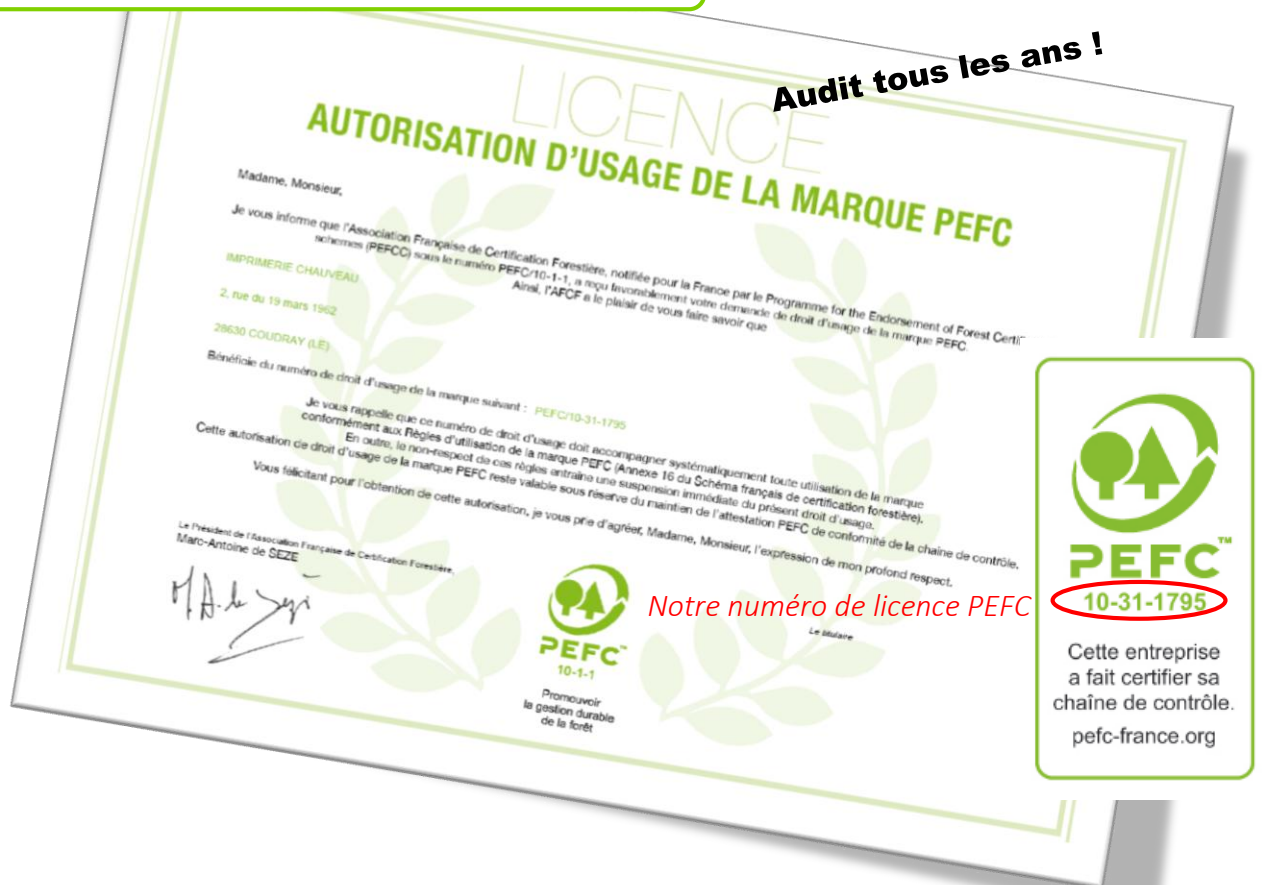 Audit tous les ans !
LICENCE
AUTORISATION D'USAGE DE LA MARQUE PEFC
Madame, Monsieur,
Je vous informe que l'Association Française de Certification Forestière, notifiée pour la France par le Programme for the Endorsement of Forest Certi
schemes (PEFCC) sous le numéro PEFC/10-1-1, a reçu favorablement votre demande de droit d'usage de la marque PEFC.
Ainsi, l'AFCF a le plaisir de vous faire savoir que
IMPRIMERIE CHAUVEAU
2, rue du 19 mars 1962
28630 COUDRAY (LE)
Bénéficie du numéro de droit d'usage de la marque suivant : PEFC/10-31-1795
Je vous rappelle que ce numéro de droit d'usage doit accompagner systématiquement toute utilisation de la marque
conformément aux Règles d'utilisation de la marque PEFC (Annexe 16 du Schéma français de certification forestière).
En outre, le non-respect de ces règles entraîne une suspension immédiate du présent droit d'usage.
Cette autorisation de droit d'usage de la marque PEFC reste valable sous réserve du maintien de l'attestation PEFC de conformité de la chaîne de contrôle.
Vous félicitant pour l'obtention de cette autorisation, je vous prie d'agréer, Madame, Monsieur, l'expression de mon profond respect.
Le Président de l'Association Française de Certification Forestière,
Marc-Antoine de SEZE
PEFC™
10-1-1
Promouvoir
la gestion durable
de la forêt
Notre numéro de licence PEFC
Le titulaire
PEFC™
10-31-1795
Cette entreprise
a fait certifier sa
chaîne de contrôle.
pefc-france.org